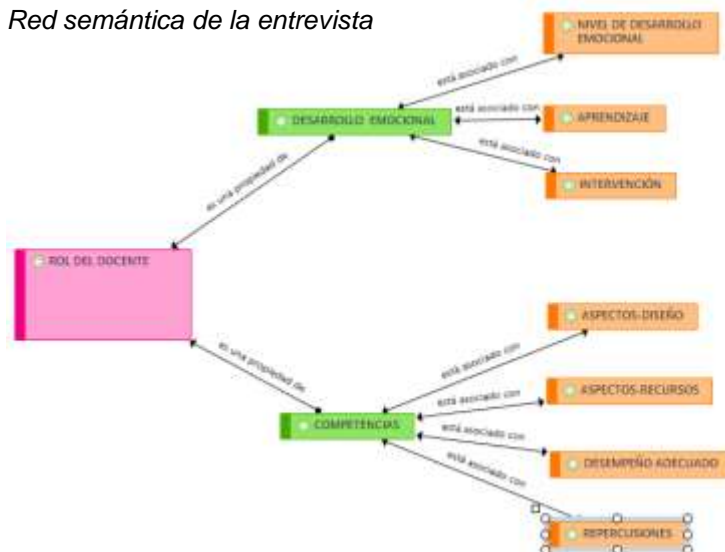 Red semántica de la entrevista
NIVEL DE DESARROLLO
EMOCIONAL
está asociado con
DESARROLLO EMOCIONAL
está asociado con
APRENDIZAJE
está asociado con
INTERVENCIÓN
es una propiedad de
ROL DEL DOCENTE
es una propiedad de
ASPECTOS-DISEÑO
está asociado con
ASPECTOS-RECURSOS
está asociado con
COMPETENCIAS
está asociado con
DESEMPEÑO ADECUADO
está asociado con
REPERCUSIONES